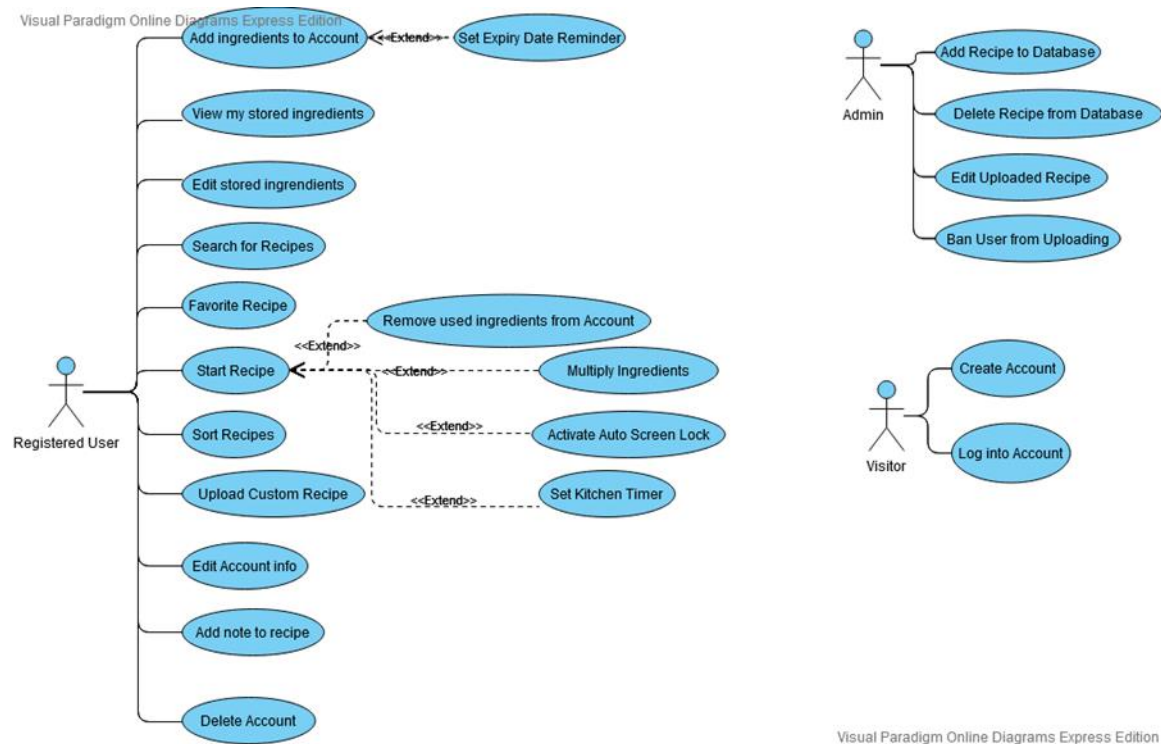 Visual Paradigm Online Diagrams Express Edition
Add ingredients to Account
<<Extend>>
Set Expiry Date Reminder
View my stored ingredients
Edit stored ingrendients
Search for Recipes
Favorite Recipe
Remove used ingredients from Account
<<Extend>>
Start Recipe
<<Extend>>
Multiply Ingredients
Registered User
Sort Recipes
<<Extend>>
Activate Auto Screen Lock
Upload Custom Recipe
<<Extend>>
Set Kitchen Timer
Edit Account info
Add note to recipe
Delete Account
Admin
Add Recipe to Database
Delete Recipe from Database
Edit Uploaded Recipe
Ban User from Uploading
Visitor
Create Account
Log into Account
Visual Paradigm Online Diagrams Express Edition